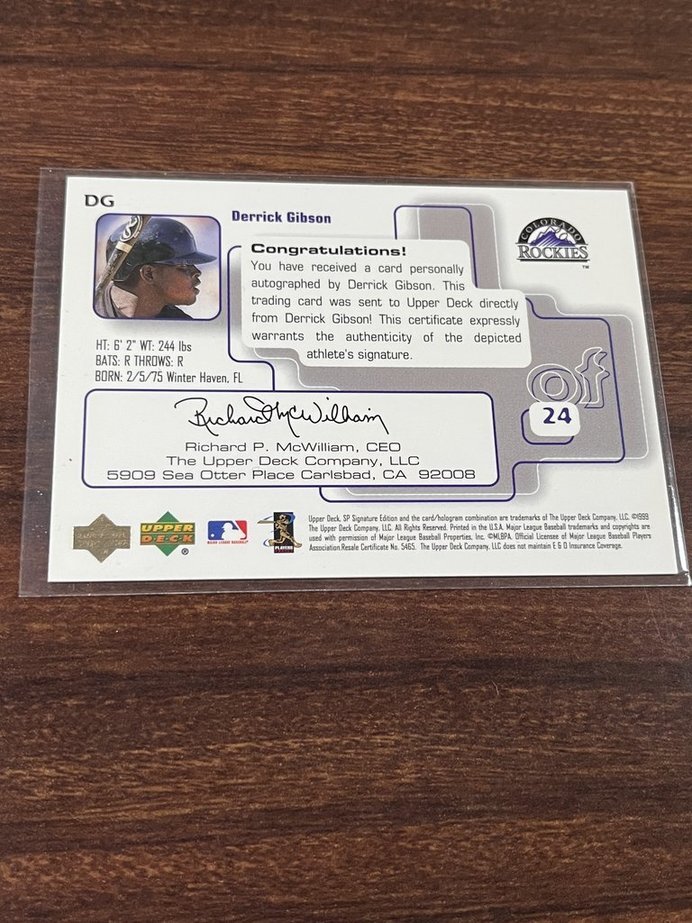 DG
Derrick Gibson
COLORADO
ROCKIES
™
Congratulations!
You have received a card personally
autographed by Derrick Gibson. This
trading card was sent to Upper Deck directly
from Derrick Gibson! This certificate expressly
warrants the authenticity of the depicted
athlete's signature.
HT: 6' 2" WT: 244 lbs
BATS: R THROWS: R
BORN: 2/5/75 Winter Haven, FL
of
24
Richard McWilliam
Richard P. McWilliam, CEO
The Upper Deck Company, LLC
5909 Sea Otter Place Carlsbad, CA 92008
UPPER
DECK
®
MAJOR LEAGUE BASEBALL
PLAYERS
Upper Deck, SP Signature Edition and the card/hologram combination are trademarks of The Upper Deck Company, LLC. ©1999
The Upper Deck Company, LLC. All Rights Reserved. Printed in the U.S.A. Major League Baseball trademarks and copyrights are
used with permission of Major League Baseball Properties, Inc. ©MLBPA. Official Licensee of Major League Baseball Players
Association.Resale Certificate No. 5465. The Upper Deck Company, LLC does not maintain E & O Insurance Coverage.